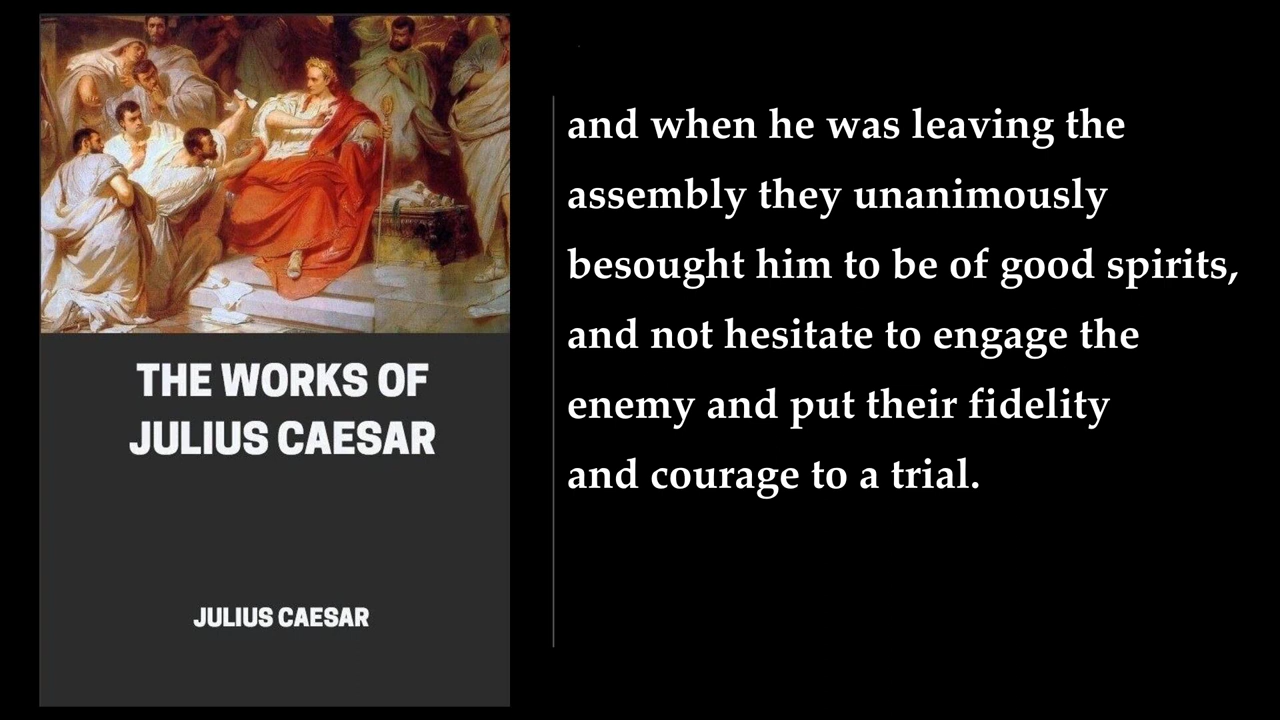 THE WORKS OF
JULIUS CAESAR
JULIUS CAESAR
and when he was leaving the
assembly they unanimously
besought him to be of good spirits,
and not hesitate to engage the
enemy and put their fidelity
and courage to a trial.